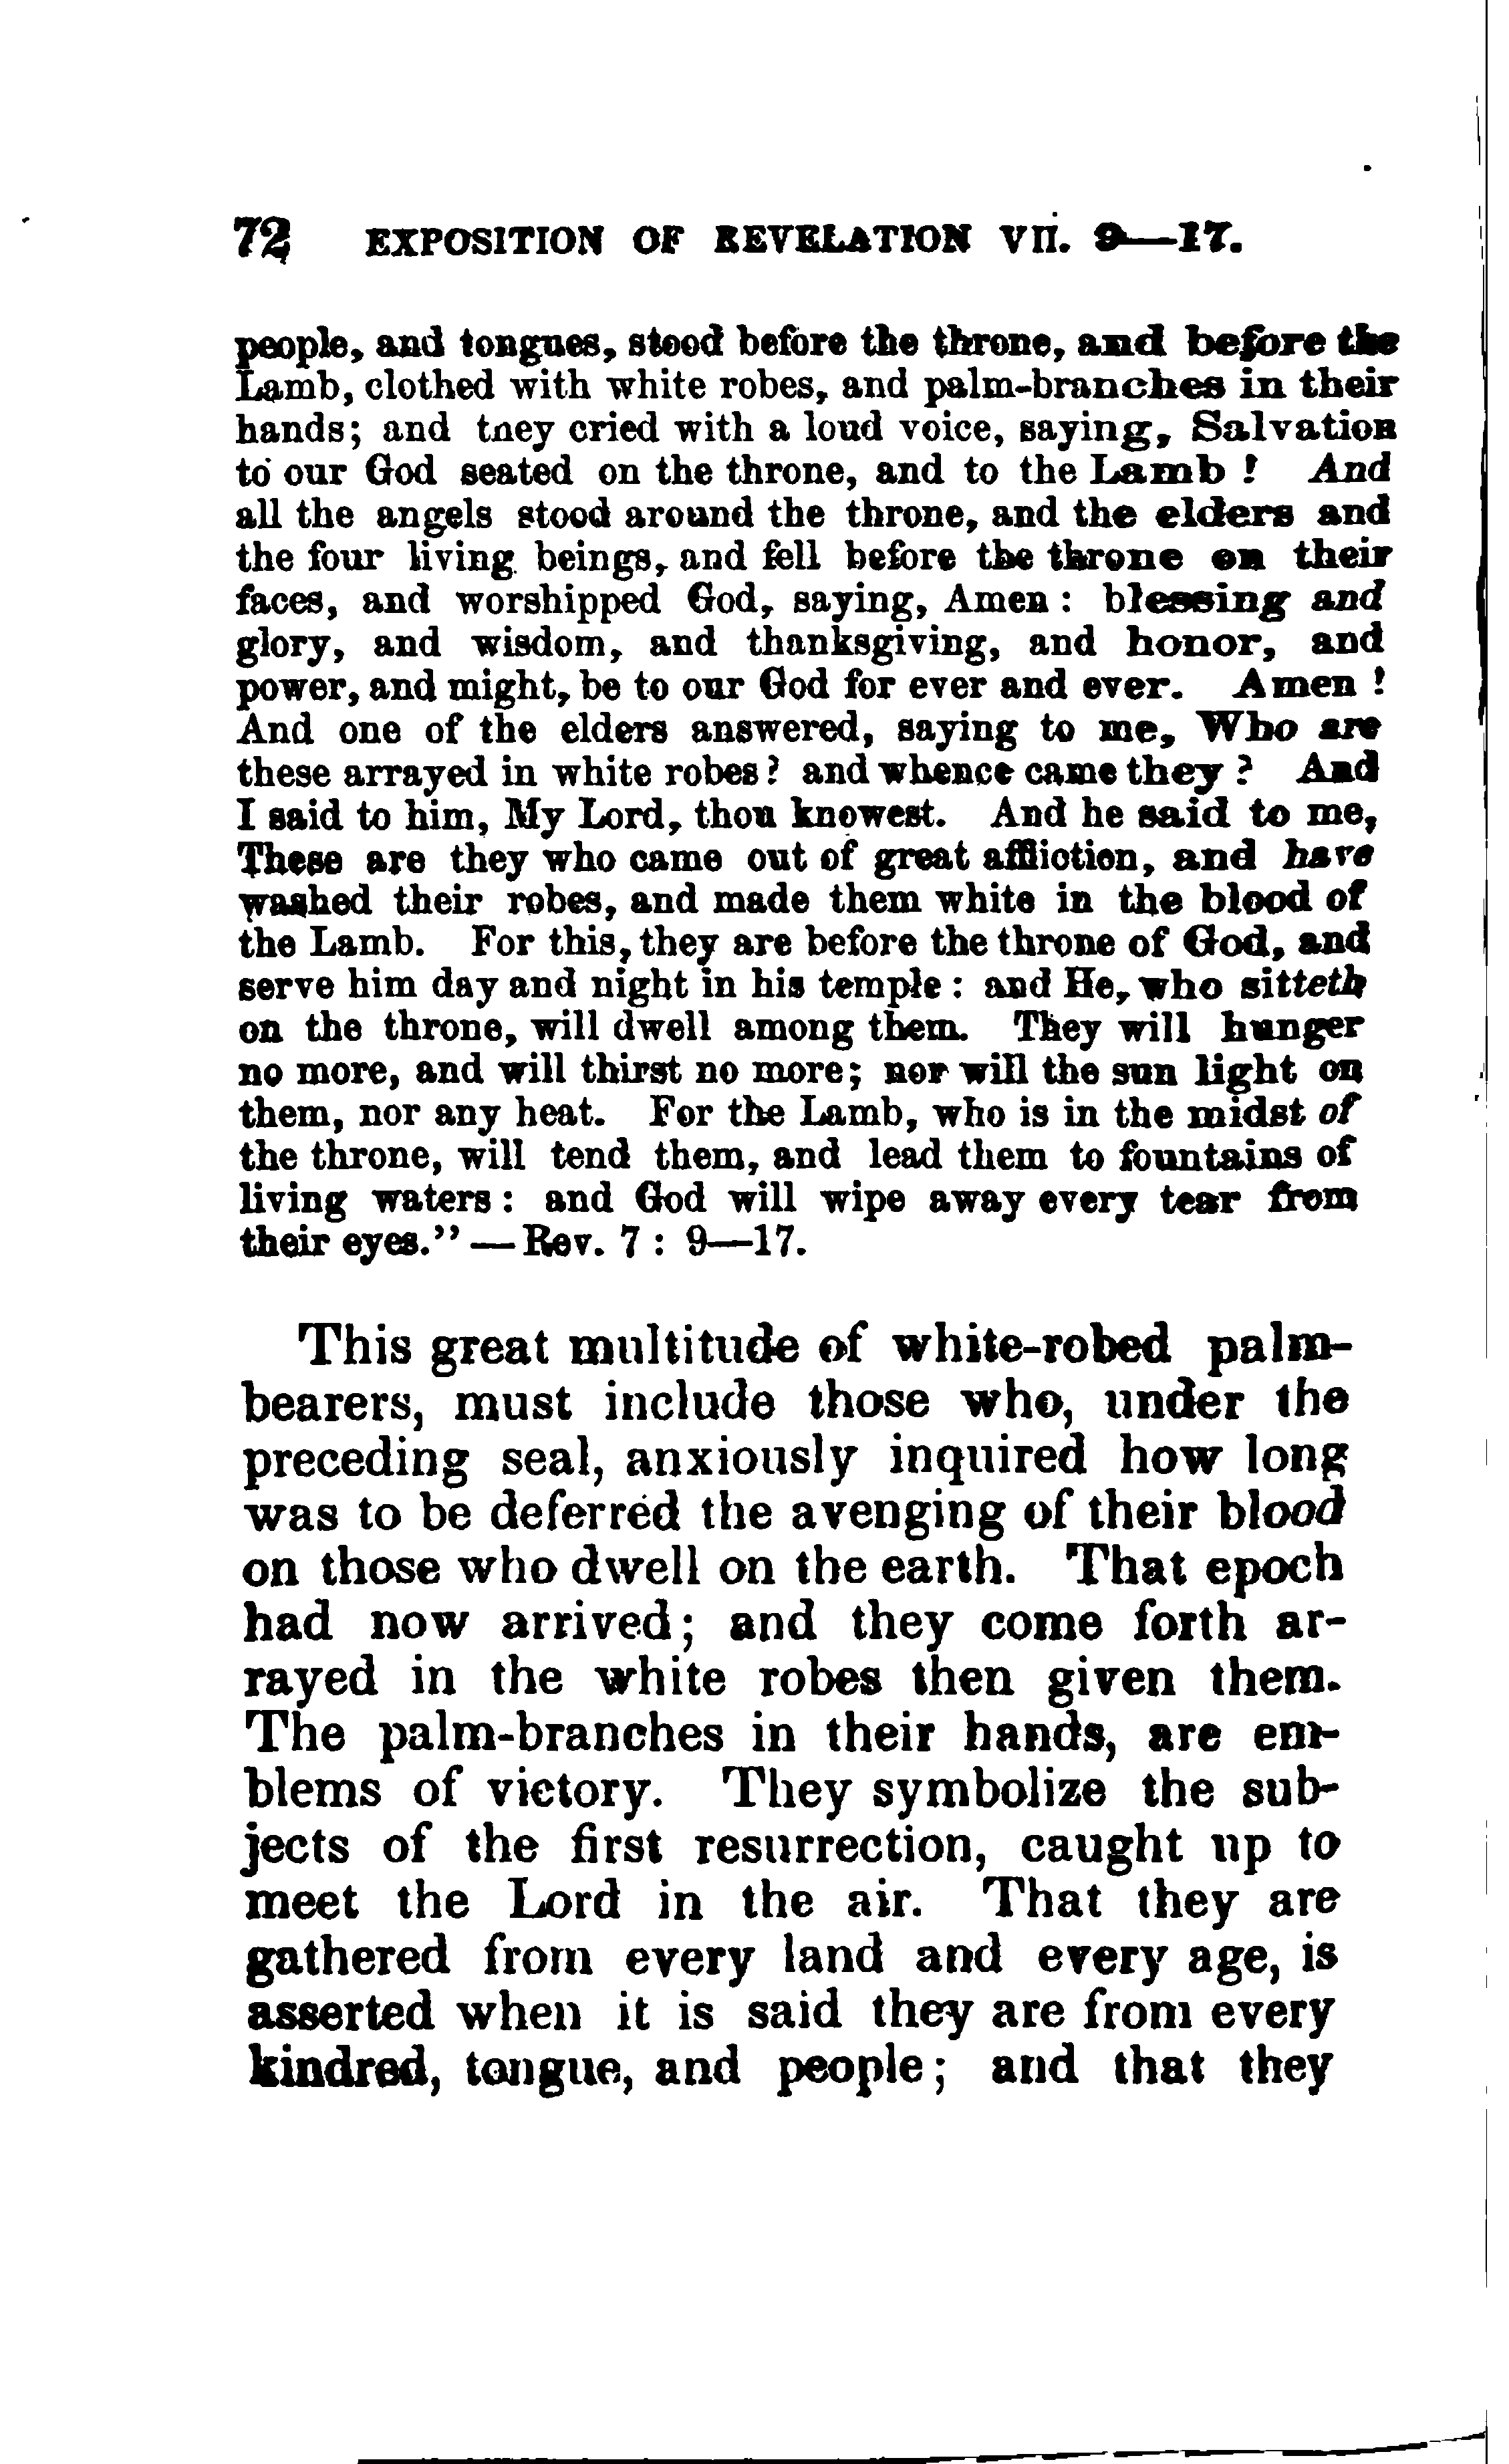 72 EXPOSITION OF REVELATION VII. 9—17.
people, and tongues, stood before the throne, and before the
Lamb, clothed with white robes, and palm-branches in their
hands; and they cried with a loud voice, saying, Salvation
to our God seated on the throne, and to the Lamb! And
all the angels stood around the throne, and the elders and
the four living beings, and fell before the throne on their
faces, and worshipped God, saying, Amen: blessing and
glory, and wisdom, and thanksgiving, and honor, and
power, and might, be to our God for ever and ever. Amen!
And one of the elders answered, saying to me, Who are
these arrayed in white robes? and whence came they? And
I said to him, My Lord, thou knowest. And he said to me,
These are they who came out of great affliction, and have
washed their robes, and made them white in the blood of
the Lamb. For this, they are before the throne of God, and
serve him day and night in his temple: and He, who sitteth
on the throne, will dwell among them. They will hunger
no more, and will thirst no more; nor will the sun light on
them, nor any heat. For the Lamb, who is in the midst of
the throne, will tend them, and lead them to fountains of
living waters: and God will wipe away every tear from
their eyes."—Rev. 7: 9—17.
This great multitude of white-robed palm-
bearers, must include those who, under the
preceding seal, anxiously inquired how long
was to be deferred the avenging of their blood
on those who dwell on the earth. That epoch
had now arrived; and they come forth ar-
rayed in the white robes then given them.
The palm-branches in their hands, are em-
blems of victory. They symbolize the sub-
jects of the first resurrection, caught up to
meet the Lord in the air. That they are
gathered from every land and every age, is
asserted when it is said they are from every
kindred, tongue, and people; and that they